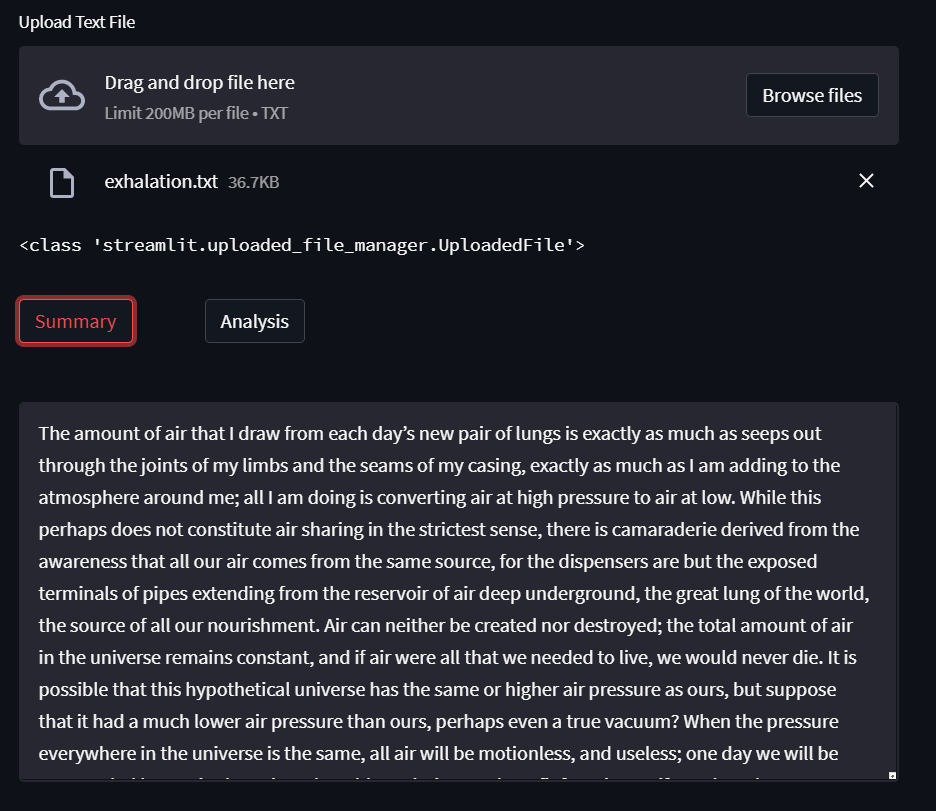 Upload Text File
Drag and drop file here
Limit 200MB per file • TXT
Browse files
exhalation.txt 36.7KB
<class 'streamlit.uploaded_file_manager.UploadedFile'>
Summary
Analysis
The amount of air that I draw from each day’s new pair of lungs is exactly as much as seeps out
through the joints of my limbs and the seams of my casing, exactly as much as I am adding to the
atmosphere around me; all I am doing is converting air at high pressure to air at low. While this
perhaps does not constitute air sharing in the strictest sense, there is camaraderie derived from the
awareness that all our air comes from the same source, for the dispensers are but the exposed
terminals of pipes extending from the reservoir of air deep underground, the great lung of the world,
the source of all our nourishment. Air can neither be created nor destroyed; the total amount of air
in the universe remains constant, and if air were all that we needed to live, we would never die. It is
possible that this hypothetical universe has the same or higher air pressure as ours, but suppose
that it had a much lower air pressure than ours, perhaps even a true vacuum? When the pressure
everywhere in the universe is the same, all air will be motionless, and useless; one day we will be